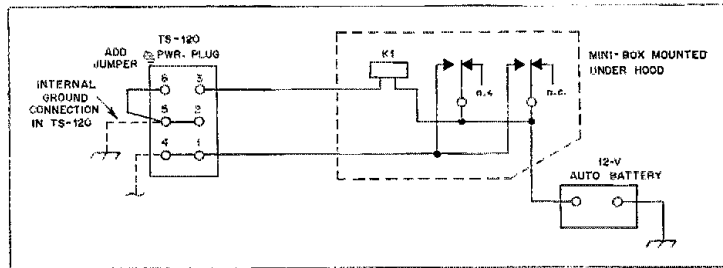 TS-120
PWR. PLUG
ADD
JUMPER
INTERNAL
GROUND
CONNECTION
IN TS-120
6 3
5 2
4 1
K1
n.c.
MINI-BOX MOUNTED
UNDER HOOD
12-V
AUTO BATTERY